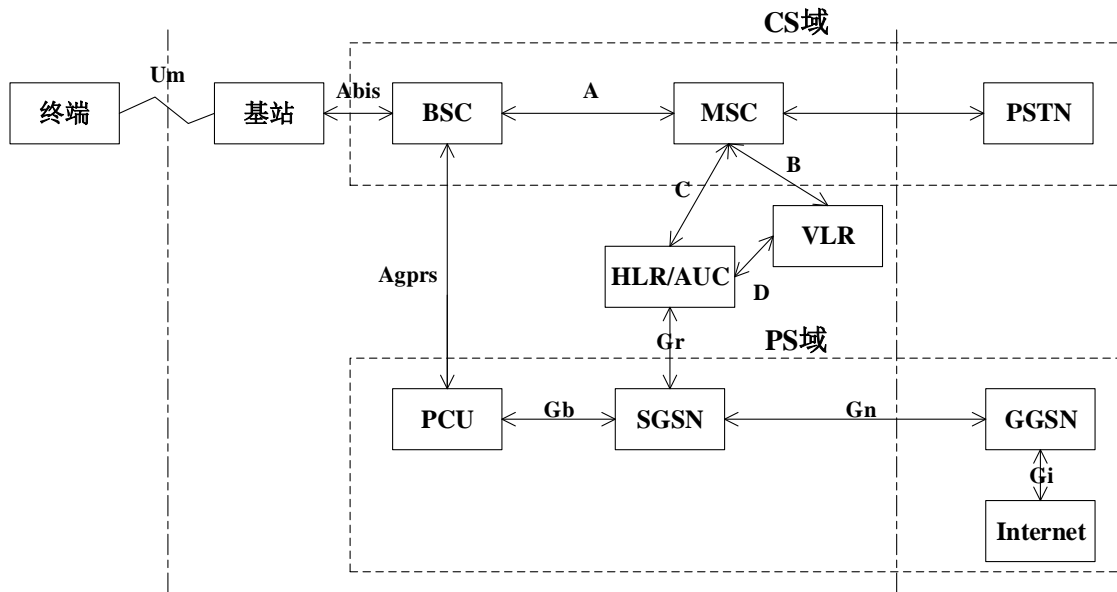 CS域
Um
终端
基站
Abis
BSC
A
MSC
PSTN
B
C
VLR
HLR/AUC
D
Agprs
Gr
PS域
PCU
Gb
SGSN
Gn
GGSN
Gi
Internet